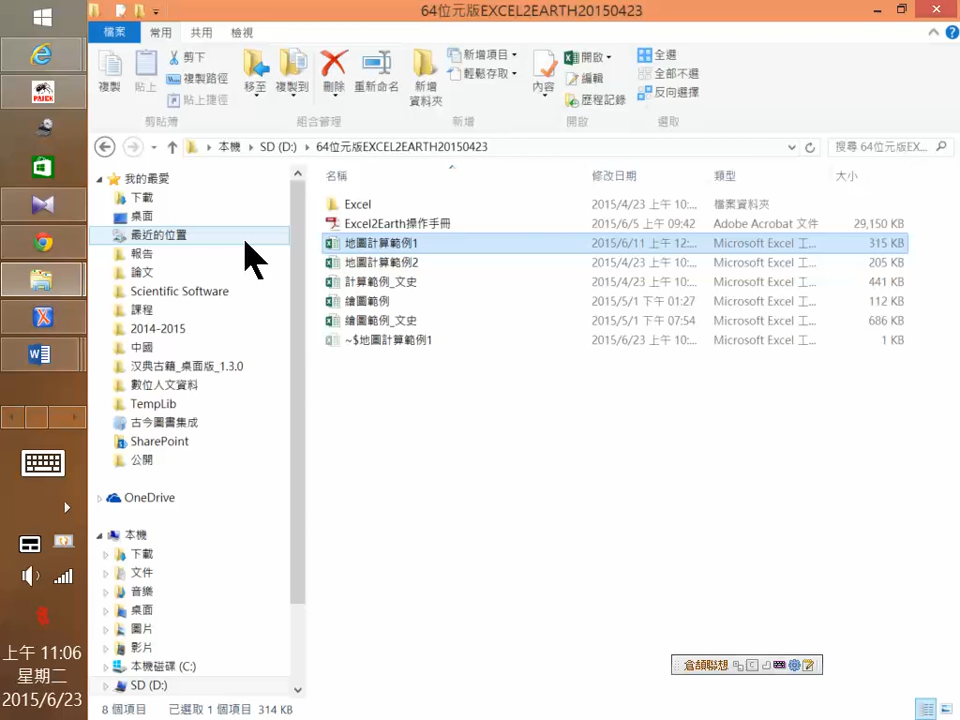 64位元版EXCEL2EARTH20150423
檔案 常用 共用 檢視
複製
貼上
剪下
複製路徑
貼上捷徑
剪貼簿
移至
複製到
刪除
重新命名
組合管理
新增
資料夾
新增項目
輕鬆存取
新增
內容
開啟
編輯
歷程記錄
開啟
全選
全部不選
反向選擇
選取
本機 SD (D:) 64位元版EXCEL2EARTH20150423
搜尋 64位元版EX...
我的最愛
下載
桌面
最近的位置
報告
論文
Scientific Software
課程
2014-2015
中國
汉典古籍_桌面版_1.3.0
數位人文資料
TempLib
古今圖書集成
SharePoint
公開
OneDrive
本機
下載
文件
音樂
桌面
圖片
影片
本機磁碟 (C:)
SD (D:)
名稱 修改日期 類型 大小
Excel 2015/4/23 上午 10:... 檔案資料夾
Excel2Earth操作手冊 2015/6/5 上午 09:42 Adobe Acrobat 文件 29,150 KB
地圖計算範例1 2015/6/11 上午 12:... Microsoft Excel 工... 315 KB
地圖計算範例2 2015/4/23 上午 10:... Microsoft Excel 工... 205 KB
計算範例_文史 2015/4/23 上午 10:... Microsoft Excel 工... 441 KB
繪圖範例 2015/5/1 下午 01:27 Microsoft Excel 工... 112 KB
繪圖範例_文史 2015/5/1 下午 07:54 Microsoft Excel 工... 686 KB
~$地圖計算範例1 2015/6/23 上午 10:... Microsoft Excel 工... 1 KB
倉頡聯想
8 個項目 已選取 1 個項目 314 KB
上午 11:06
星期二
2015/6/23